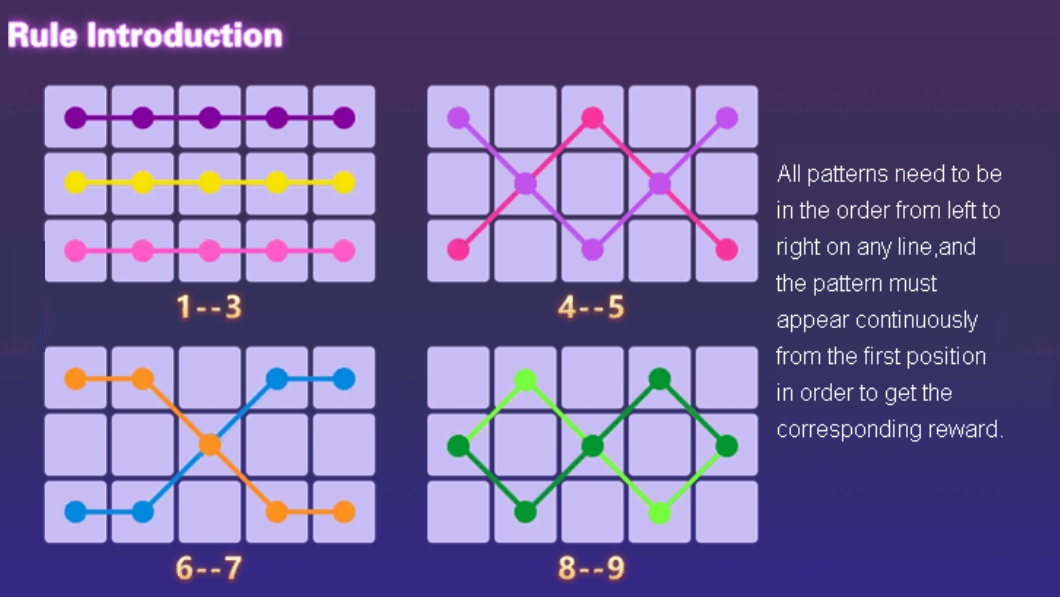 Rule Introduction
1--3
4--5
All patterns need to be
in the order from left to
right on any line,and
the pattern must
appear continuously
from the first position
in order to get the
corresponding reward.
6--7
8--9